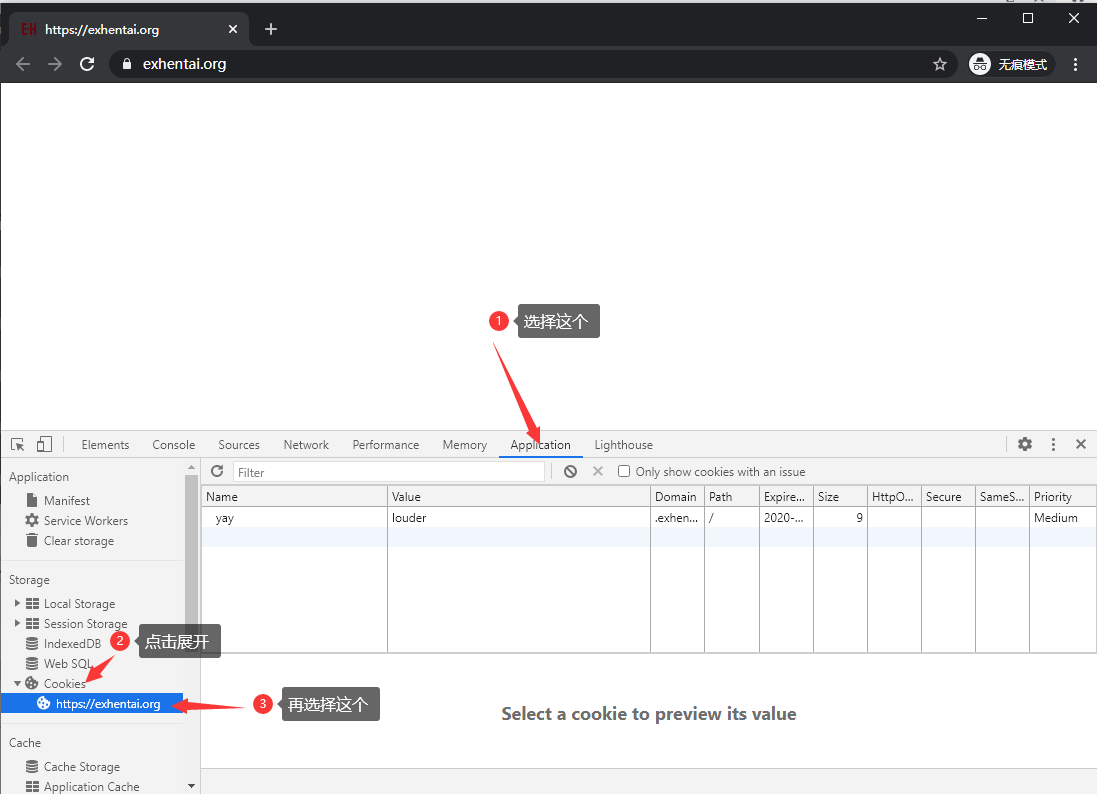 EH https://exhentai.org
exhentai.org 无痕模式
1 选择这个
Elements Console Sources Network Performance Memory Application Lighthouse
Application
Manifest
Service Workers
Clear storage
Storage
Local Storage
Session Storage
IndexedDB
Web SQL
Cookies
https://exhentai.org
Cache
Cache Storage
Application Cache
2 点击展开
3 再选择这个
Filter Only show cookies with an issue
Name Value Domain Path Expire... Size HttpO... Secure SameS... Priority
yay louder .exhen... / 2020-... 9 Medium
Select a cookie to preview its value